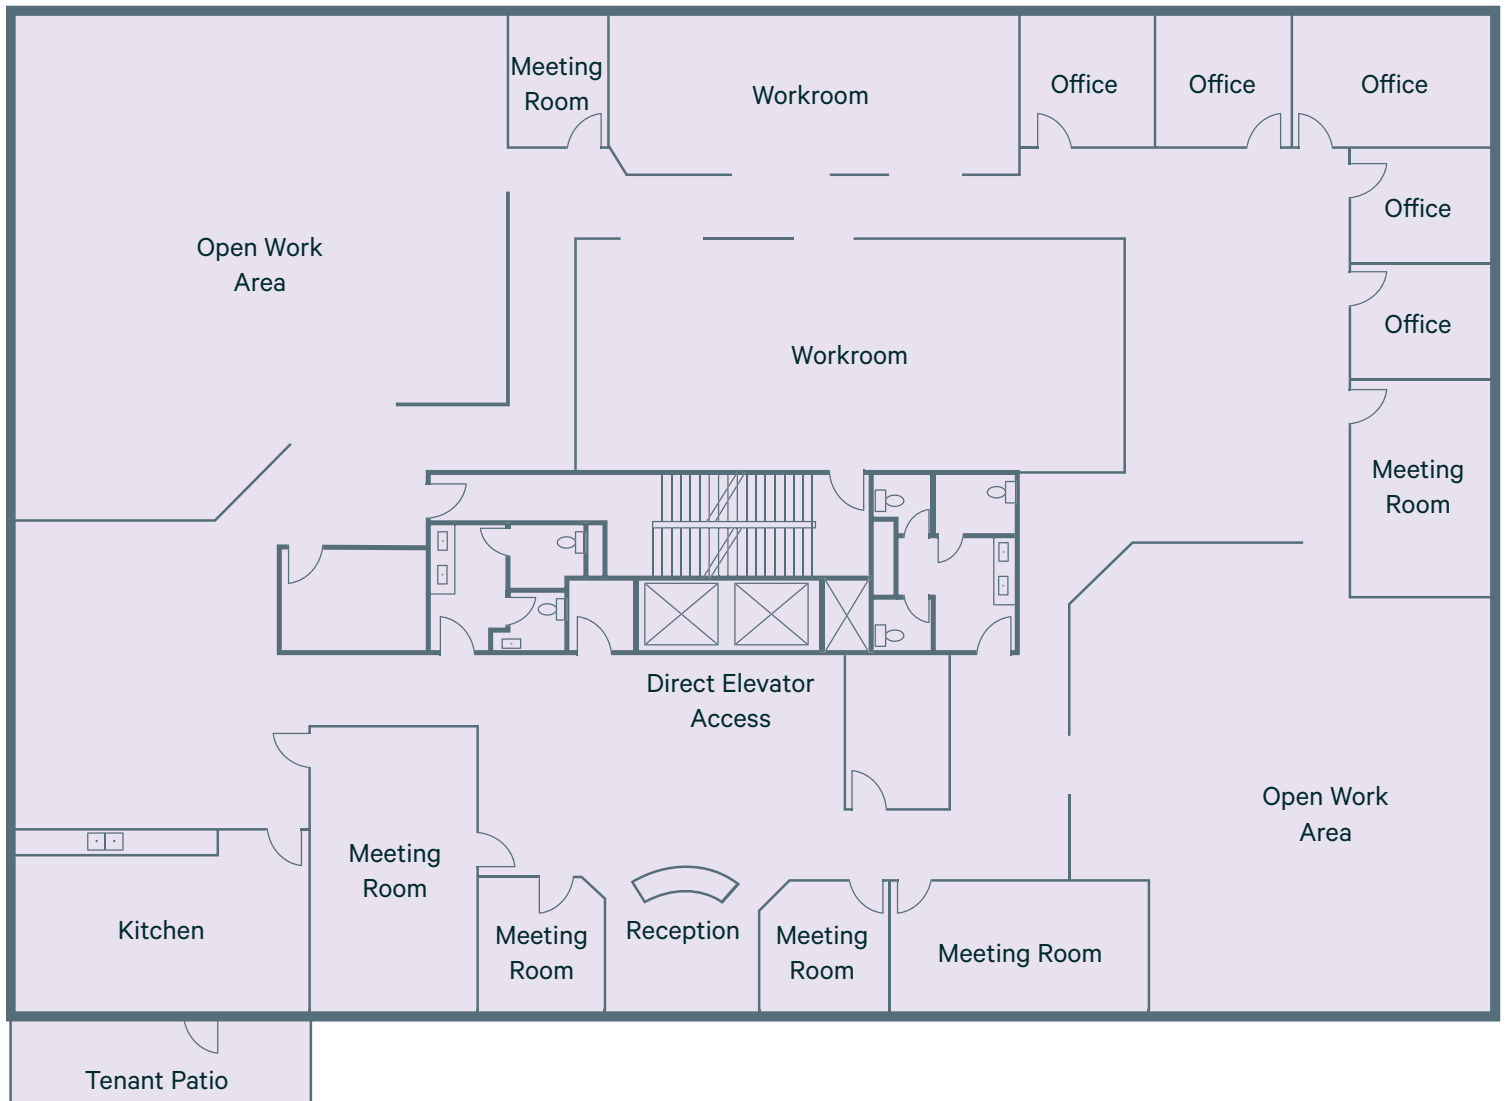 Meeting
Room
Workroom
Office
Office
Office
Office
Open Work
Area
Office
Workroom
Meeting
Room
Direct Elevator
Access
Open Work
Area
Meeting
Room
Kitchen
Meeting
Room
Reception
Meeting
Room
Meeting Room
Tenant Patio